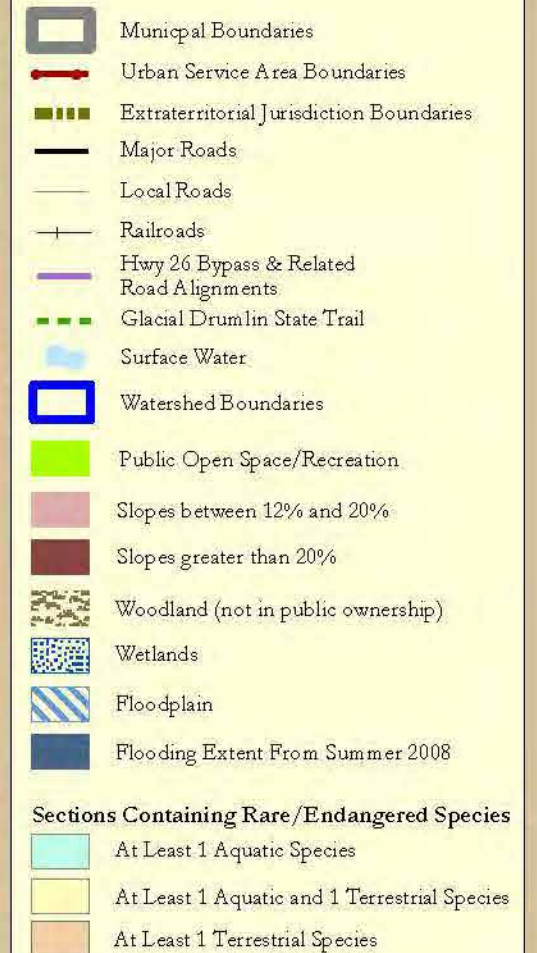 Municpal Boundaries
Urban Service Area Boundaries
Extraterritorial Jurisdiction Boundaries
Major Roads
Local Roads
Railroads
Hwy 26 Bypass & Related
Road Alignments
Glacial Drumlin State Trail
Surface Water
Watershed Boundaries
Public Open Space/Recreation
Slopes between 12% and 20%
Slopes greater than 20%
Woodland (not in public ownership)
Wetlands
Floodplain
Flooding Extent From Summer 2008
Sections Containing Rare/Endangered Species
At Least 1 Aquatic Species
At Least 1 Aquatic and 1 Terrestrial Species
At Least 1 Terrestrial Species